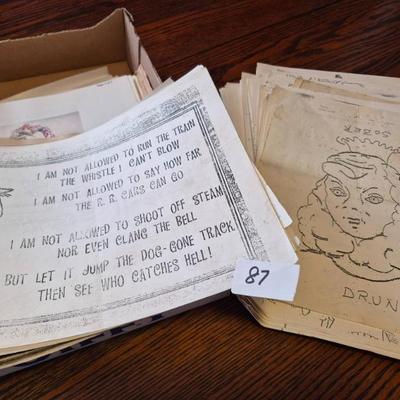 I AM NOT ALLOWED TO RUN THE TRAIN
THE WHISTLE I CAN'T BLOW
I AM NOT ALLOWED TO SAY HOW FAR
THE R. R. CARS CAN GO
I AM NOT ALLOWED TO SHOOT OFF STEAM
NOR EVEN CLANG THE BELL
BUT LET IT JUMP THE DOG-GONE TRACK
THEN SEE WHO CATCHES HELL!
87
DRUN